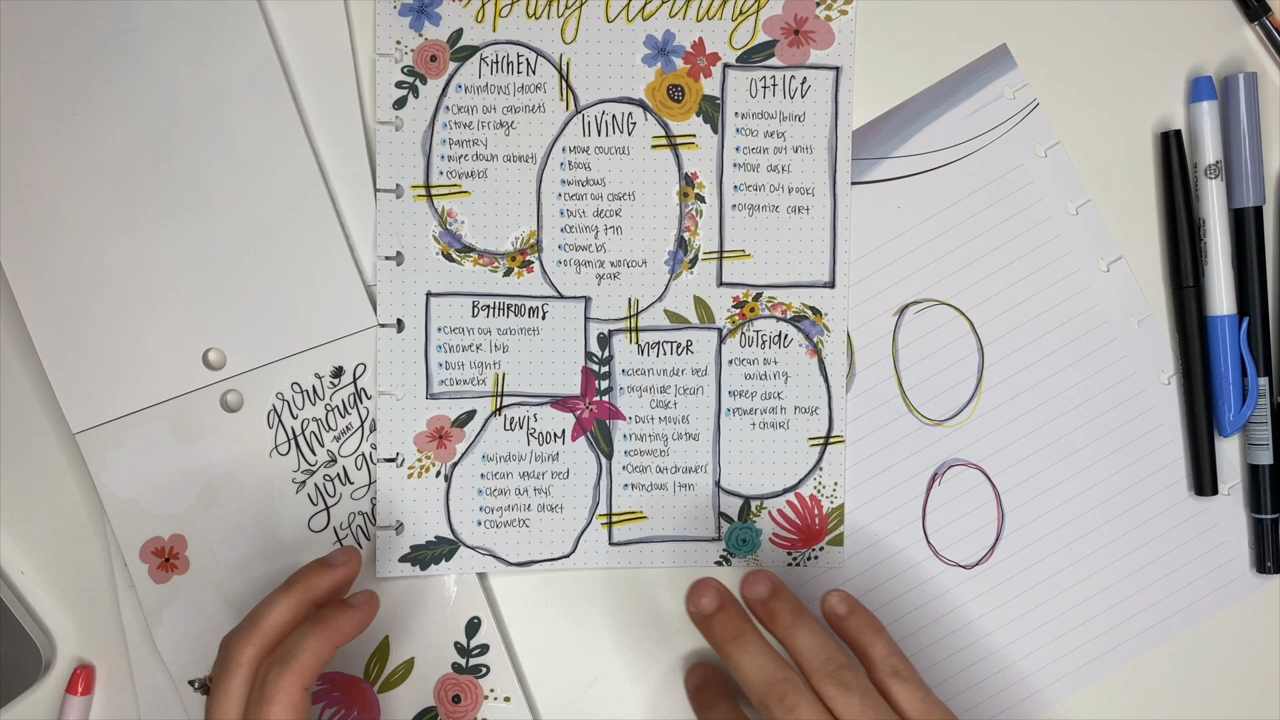 spring cleaning
KITCHEN
windows/doors
clean out cabinets
stove/fridge
pantry
wipe down cabinets
cobwebs
LIVING
move couches
books
windows
clean out closets
dust decor
ceiling fan
cobwebs
organize workout
gear
OFFICE
window/blind
cob webs
clean out units
move desks
clean out books
organize cart
BATHROOMS
clean out cabinets
shower/tub
dust lights
cobwebs
MASTER
clean under bed
organize/clean
closet
dust movies
hunting clothes
cobwebs
clean out drawers
windows/fan
OUTSIDE
clean out
building
prep deck
powerwash house
+ chairs
LEVI'S
ROOM
window/blind
clean under bed
clean out toys
organize closet
cobwebs
grow
through
WHAT
you go
thro